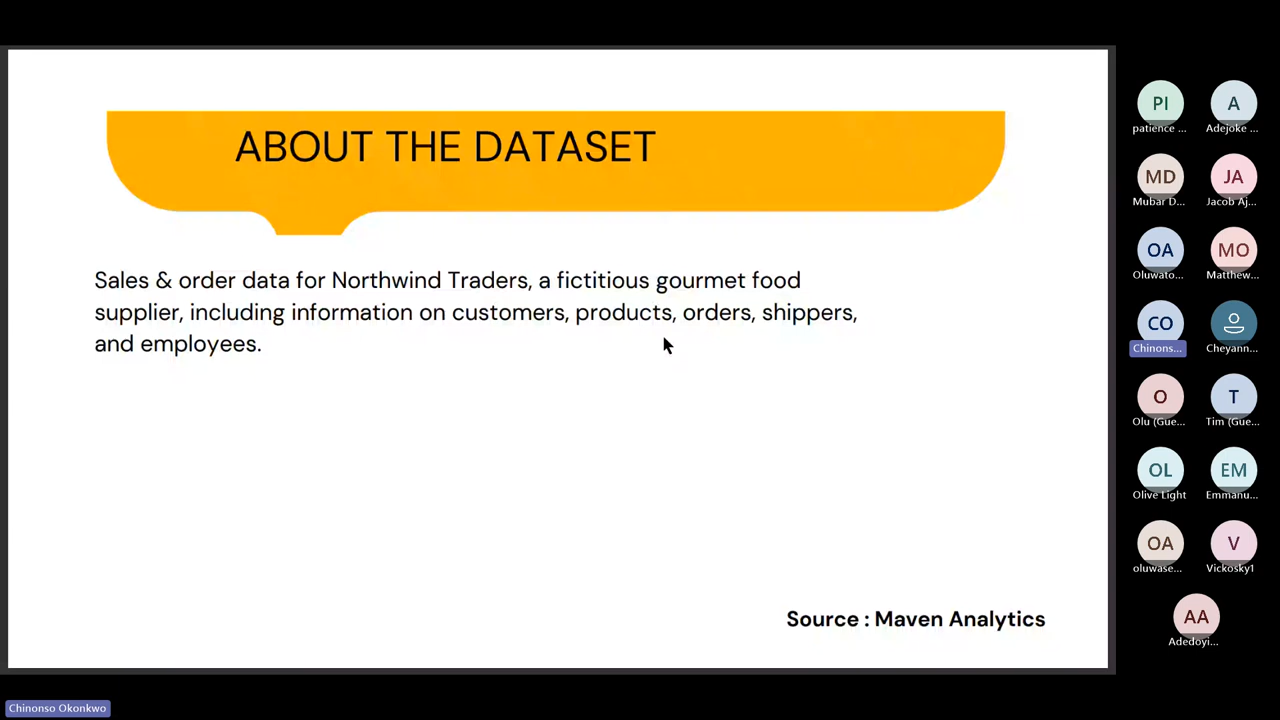 ABOUT THE DATASET
Sales & order data for Northwind Traders, a fictitious gourmet food
supplier, including information on customers, products, orders, shippers,
and employees.
Source : Maven Analytics
PI
patience ...
A
Adejoke ...
MD
Mubar D...
JA
Jacob Aj...
OA
Oluwato...
MO
Matthew...
CO
Chinons...
Cheyann...
O
Olu (Gue...
T
Tim (Gue...
OL
Olive Light
EM
Emmanu...
OA
oluwase...
V
Vickosky1
AA
Adedoyi...
Chinonso Okonkwo